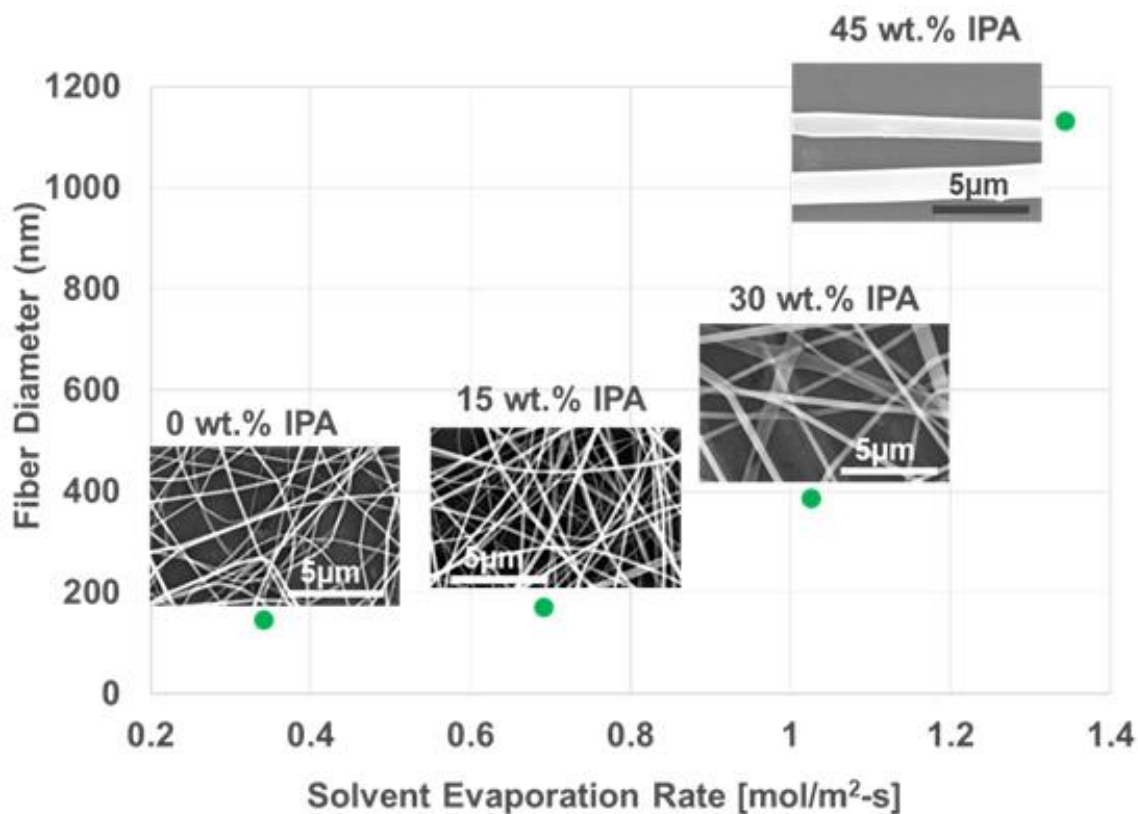 45 wt.% IPA
1200
1000
800
600
400
200
0
Fiber Diameter (nm)
5μm
30 wt.% IPA
5μm
15 wt.% IPA
5μm
0 wt.% IPA
5μm
0.2 0.4 0.6 0.8 1 1.2 1.4
Solvent Evaporation Rate [mol/m²-s]